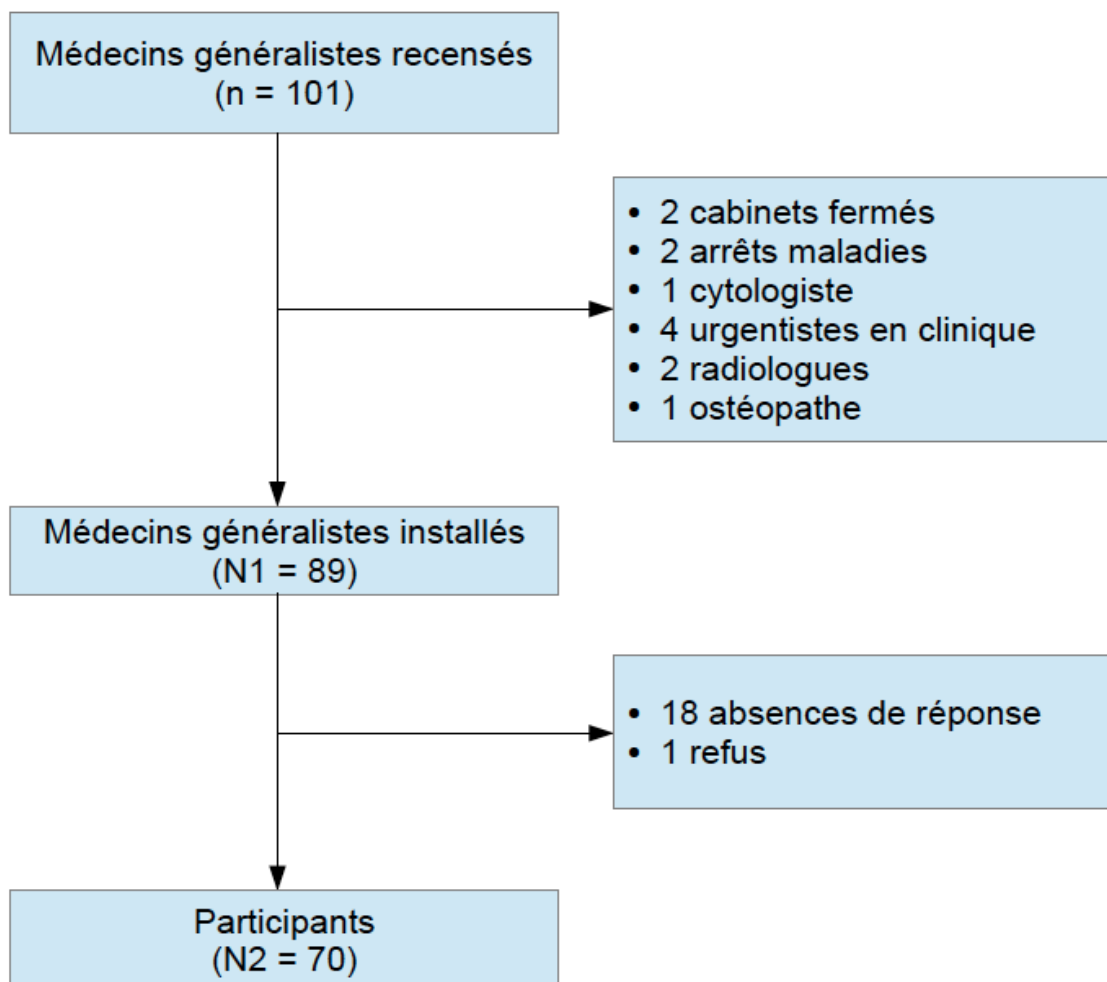 Médecins généralistes recensés
(n = 101)
• 2 cabinets fermés
• 2 arrêts maladies
• 1 cytologiste
• 4 urgentistes en clinique
• 2 radiologues
• 1 ostéopathe
Médecins généralistes installés
(N1 = 89)
• 18 absences de réponse
• 1 refus
Participants
(N2 = 70)